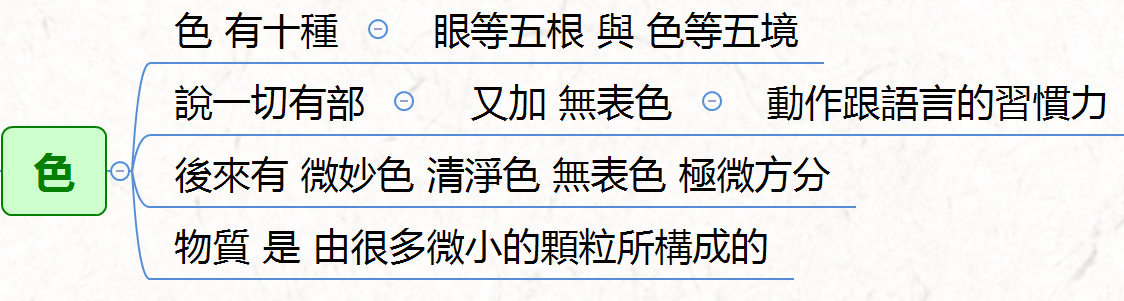 色 有十種 眼等五根 與 色等五境
說一切有部 又加 無表色 動作跟語言的習慣力
色
後來有 微妙色 清淨色 無表色 極微方分
物質 是 由很多微小的顆粒所構成的